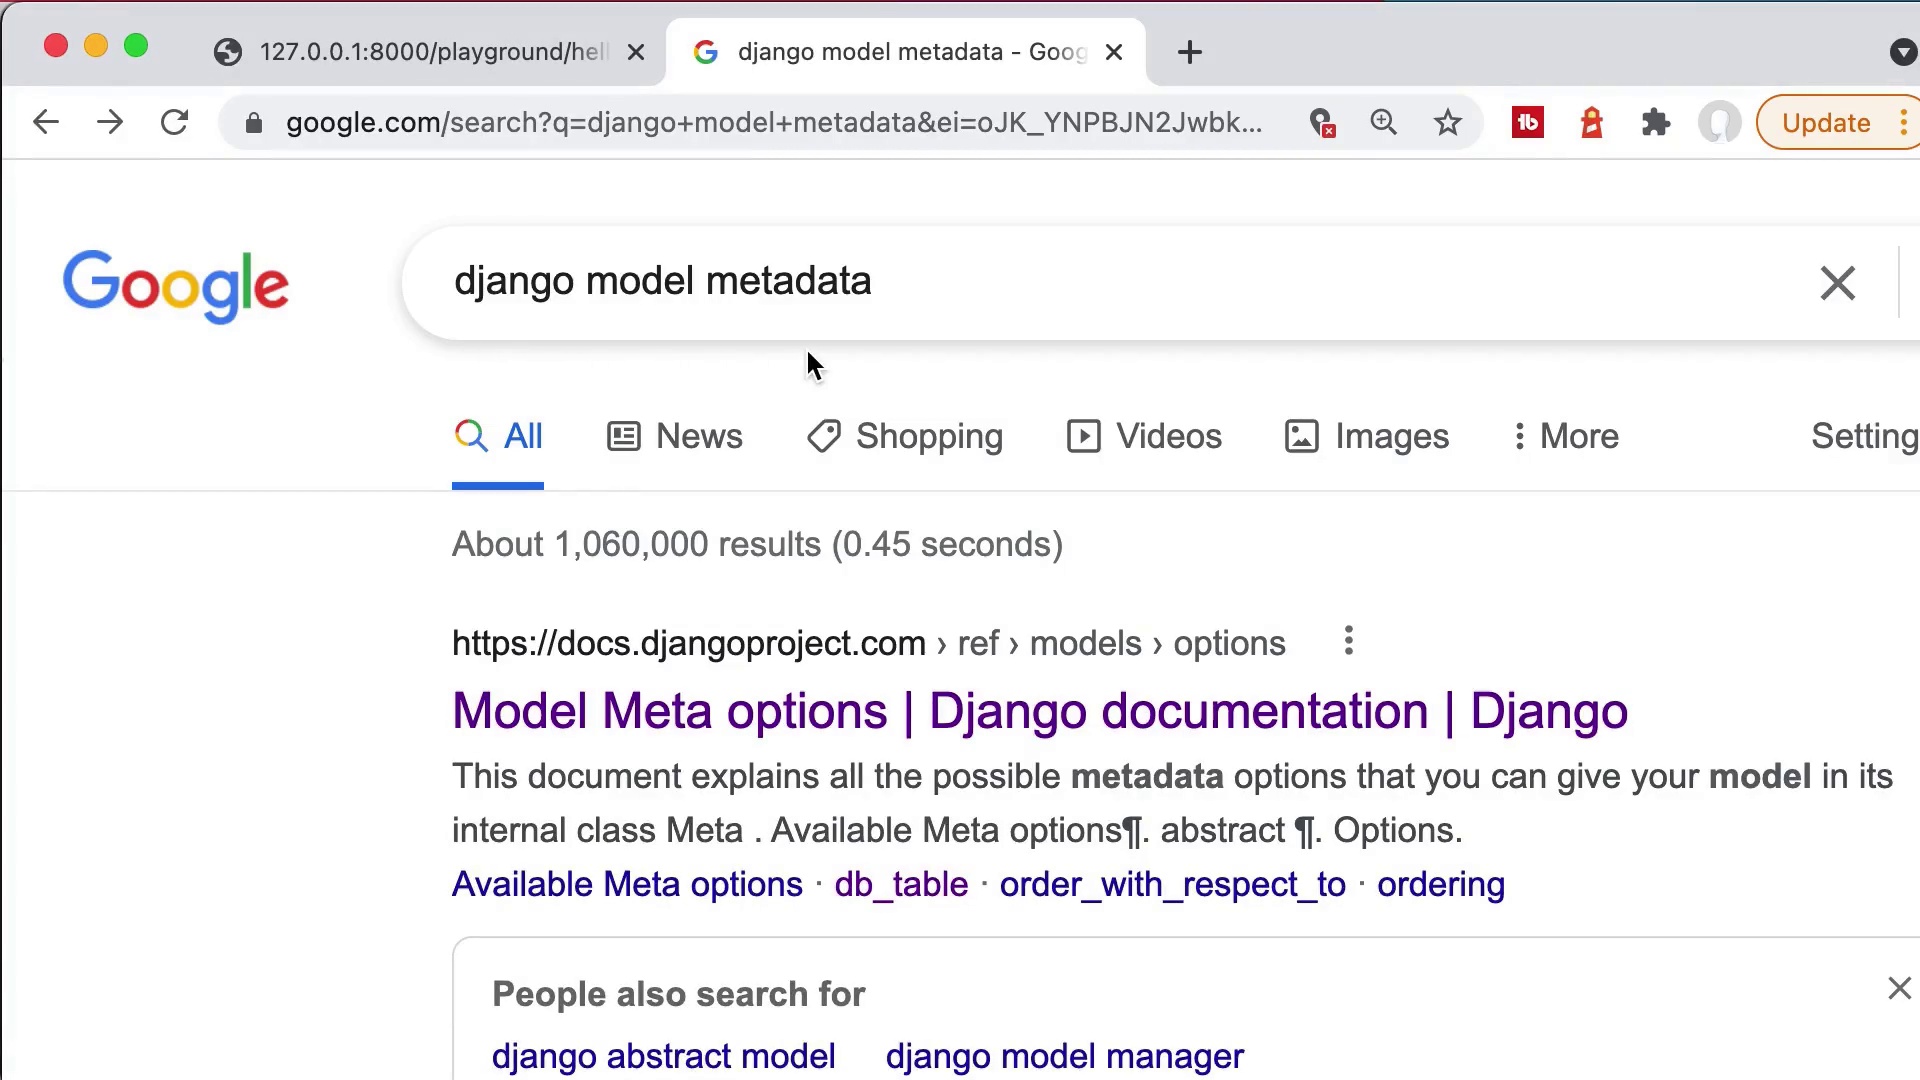 127.0.0.1:8000/playground/hell
django model metadata - Goog
google.com/search?q=django+model+metadata&ei=oJK_YNPBJN2Jwbk...
Update
Google
django model metadata
All News Shopping Videos Images More Setting
About 1,060,000 results (0.45 seconds)
https://docs.djangoproject.com › ref › models › options
Model Meta options | Django documentation | Django
This document explains all the possible metadata options that you can give your model in its
internal class Meta . Available Meta options¶. abstract ¶. Options.
Available Meta options · db_table · order_with_respect_to · ordering
People also search for
django abstract model django model manager